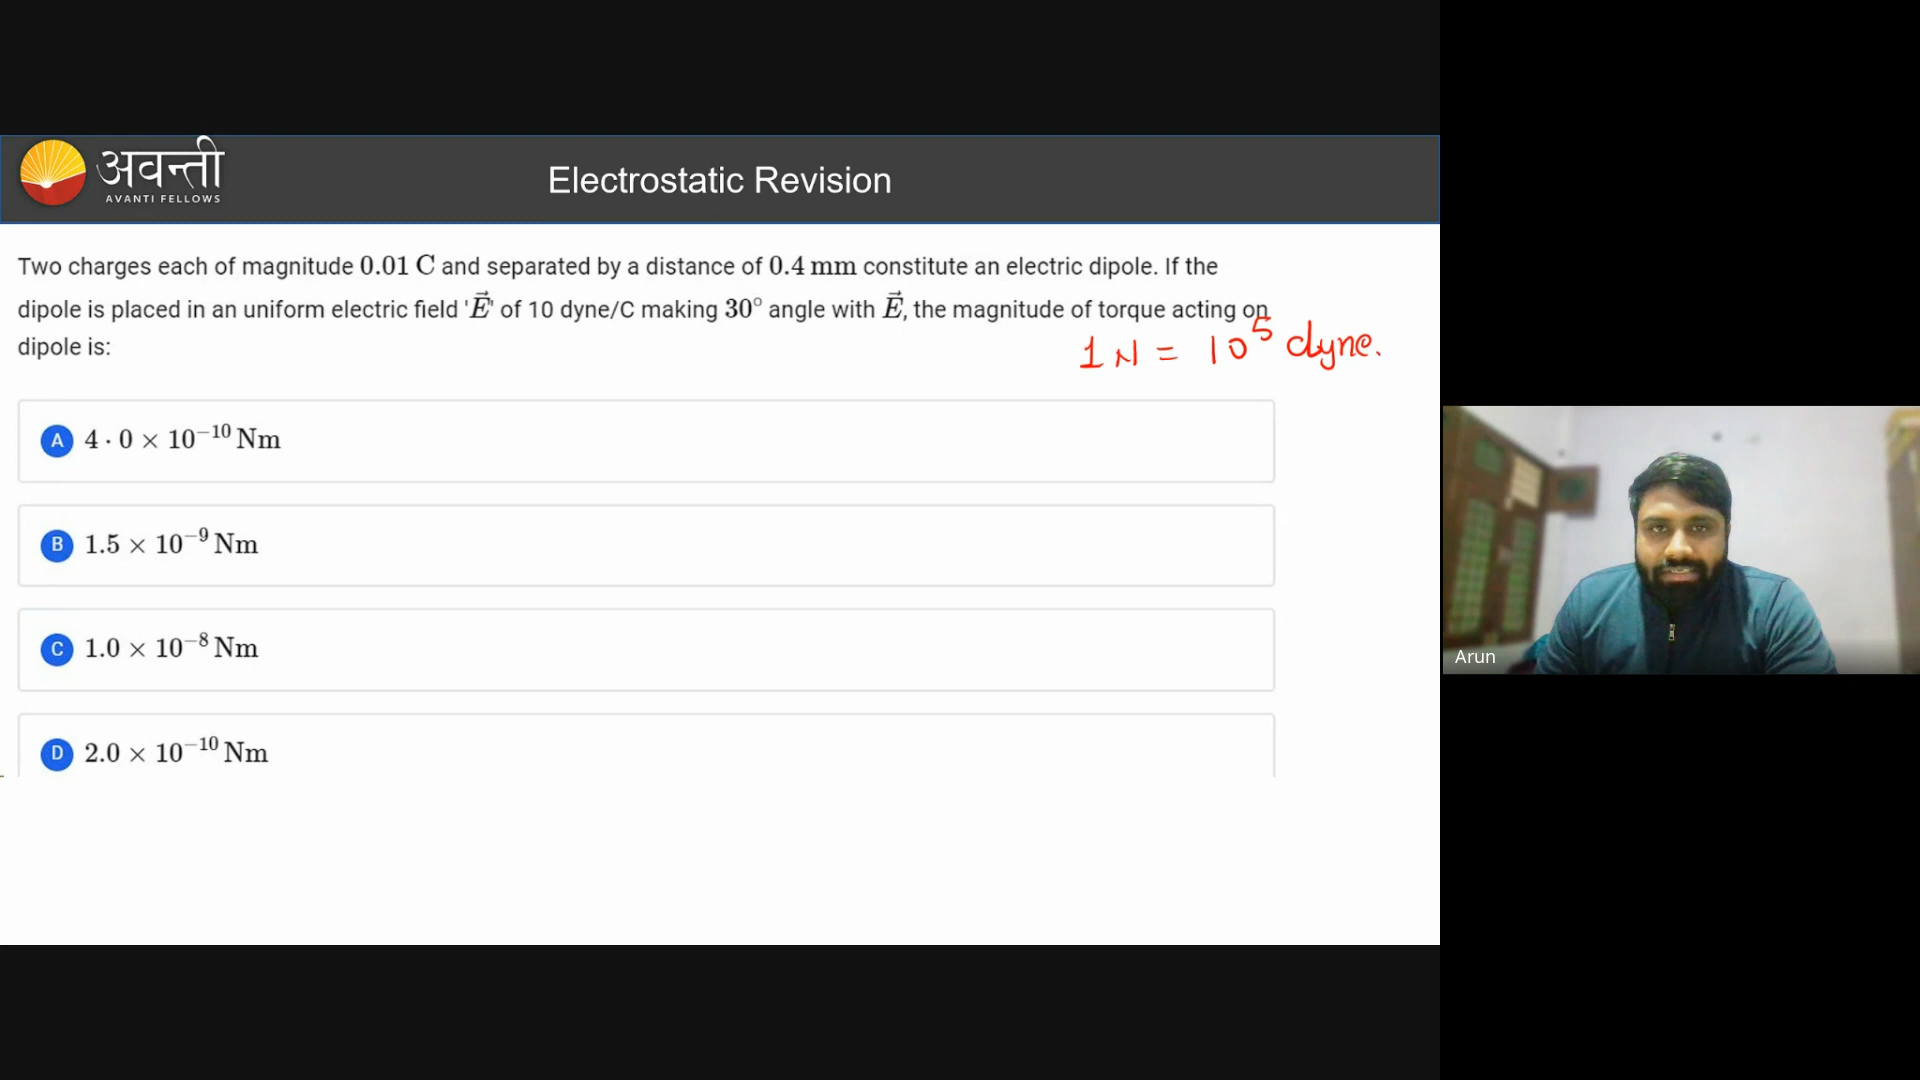 अवन्ती
AVANTI FELLOWS
Electrostatic Revision
Two charges each of magnitude 0.01 C and separated by a distance of 0.4 mm constitute an electric dipole. If the
dipole is placed in an uniform electric field '$\vec{E}$' of 10 dyne/C making 30° angle with $\vec{E}$, the magnitude of torque acting on
dipole is:
1 N = 10⁵ dyne.
A 4 · 0 × 10⁻¹⁰ Nm
B 1.5 × 10⁻⁹ Nm
C 1.0 × 10⁻⁸ Nm
D 2.0 × 10⁻¹⁰ Nm
Arun